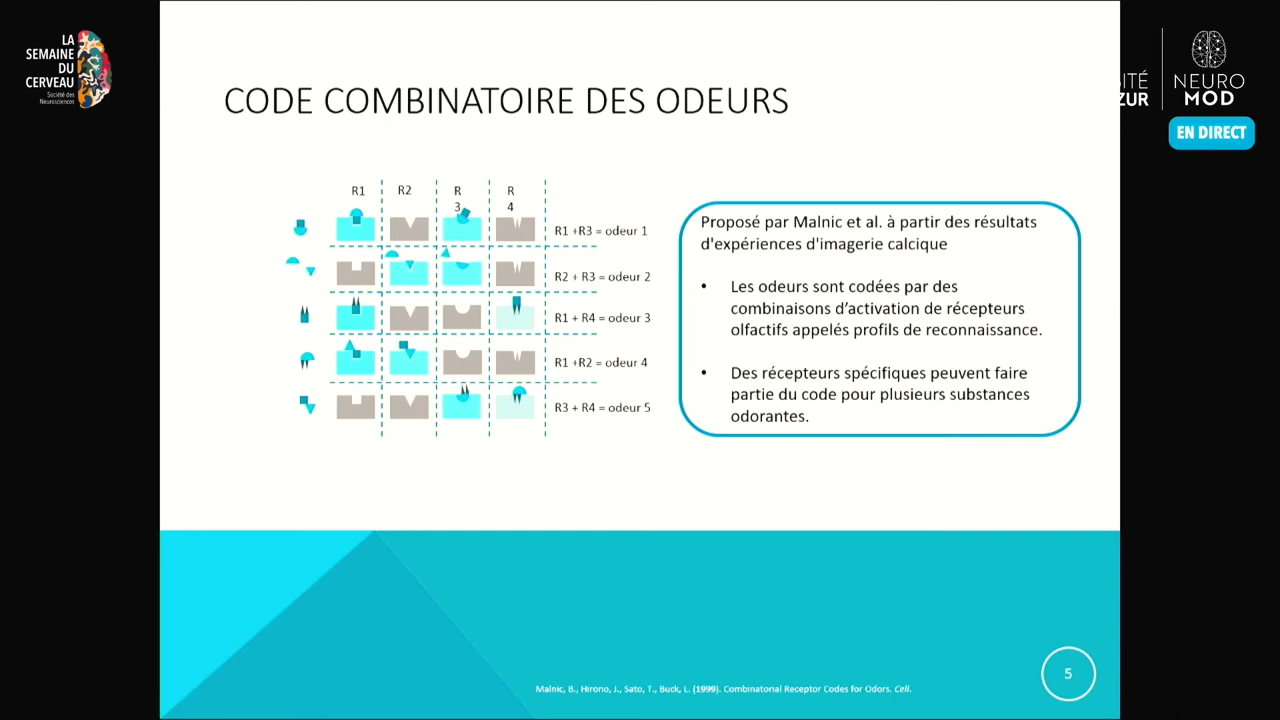 LA
SEMAINE
DU
CERVEAU
Société des
Neurosciences
ITÉ
ZUR
NEURO
MOD
EN DIRECT
CODE COMBINATOIRE DES ODEURS
R1 R2 R 3 R 4
R1 +R3 = odeur 1
R2 + R3 = odeur 2
R1 + R4 = odeur 3
R1 +R2 = odeur 4
R3 + R4 = odeur 5
Proposé par Malnic et al. à partir des résultats
d'expériences d'imagerie calcique
• Les odeurs sont codées par des
combinaisons d’activation de récepteurs
olfactifs appelés profils de reconnaissance.
• Des récepteurs spécifiques peuvent faire
partie du code pour plusieurs substances
odorantes.
Malnic, B., Hirono, J., Sato, T., Buck, L. (1999). Combinatorial Receptor Codes for Odors. Cell.
5